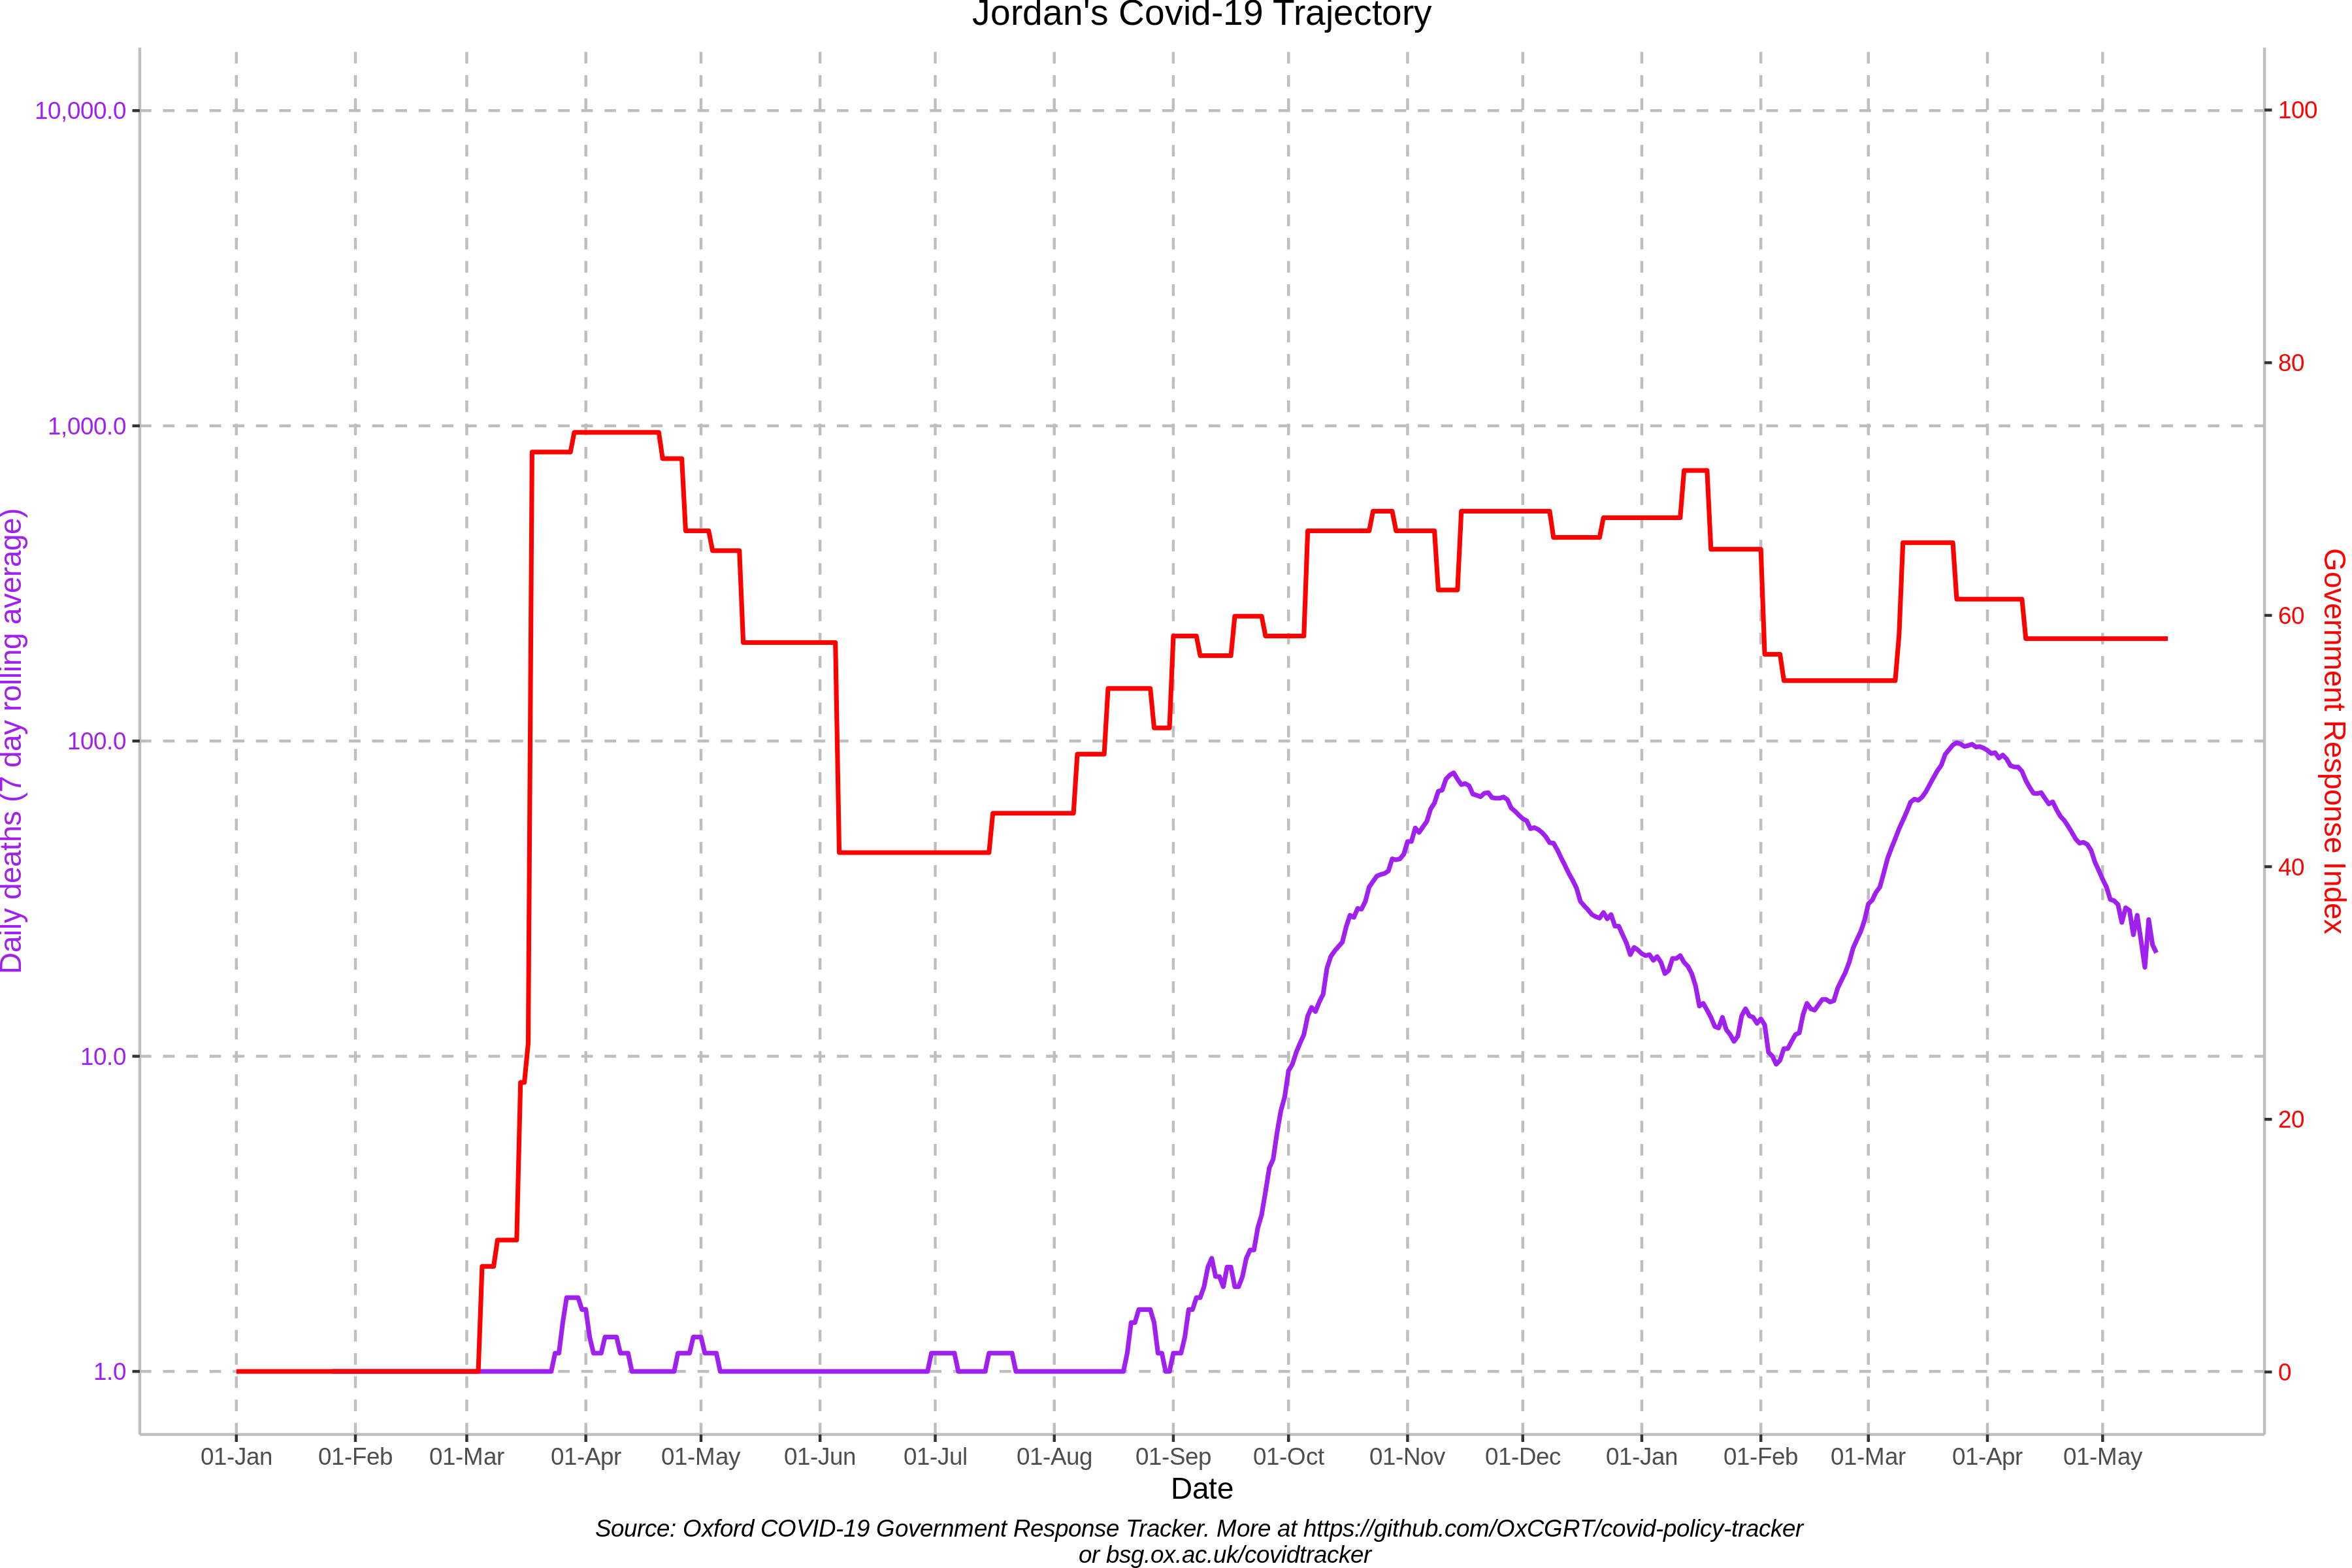 Jordan's Covid-19 Trajectory
Daily deaths (7 day rolling average)
10,000.0
1,000.0
100.0
10.0
1.0
100
80
60
40
20
0
Government Response Index
01-Jan 01-Feb 01-Mar 01-Apr 01-May 01-Jun 01-Jul 01-Aug 01-Sep 01-Oct 01-Nov 01-Dec 01-Jan 01-Feb 01-Mar 01-Apr 01-May
Date
Source: Oxford COVID-19 Government Response Tracker. More at https://github.com/OxCGRT/covid-policy-tracker
or bsg.ox.ac.uk/covidtracker